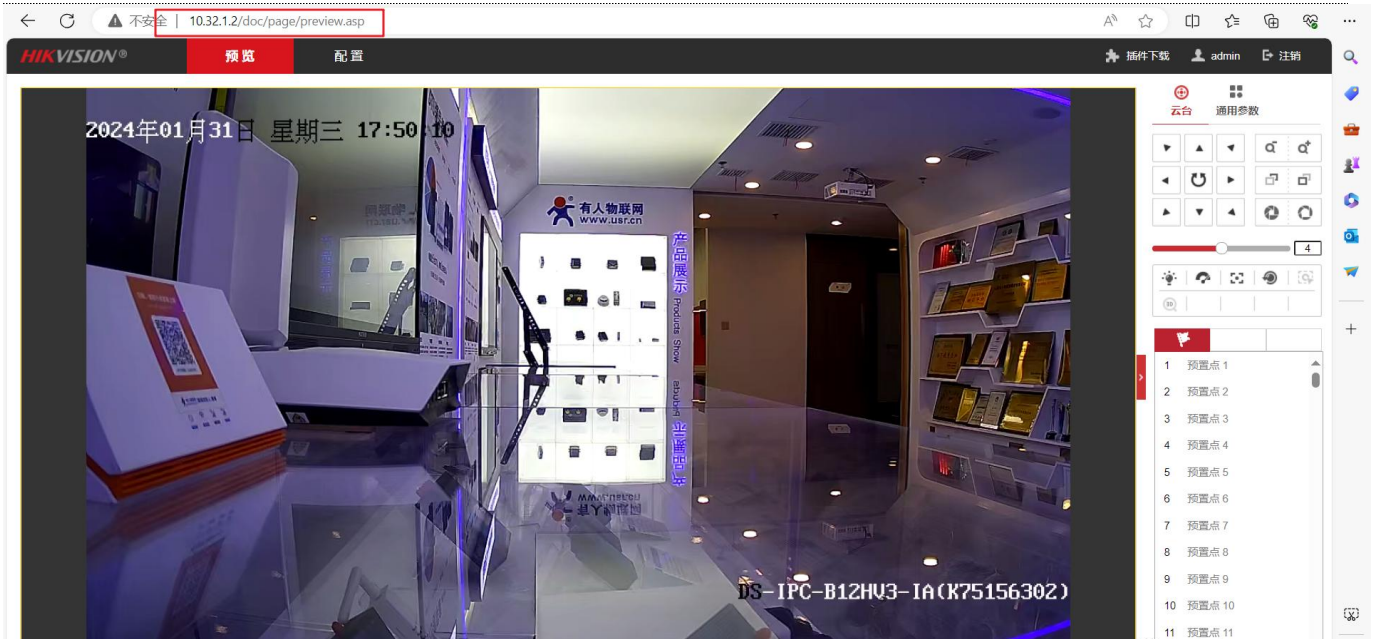 不安全 | 10.32.1.2/doc/page/preview.asp
HIKVISION®
预览
配置
插件下载
admin
注销
云台
通用参数
2024年01月31日 星期三 17:50:10
有人物联网
www.usr.cn
产品展示 Products Show
4
1 预置点 1
2 预置点 2
3 预置点 3
4 预置点 4
5 预置点 5
6 预置点 6
7 预置点 7
8 预置点 8
9 预置点 9
10 预置点 10
11 预置点 11
DS-IPC-B12HV3-IA(K75156302)